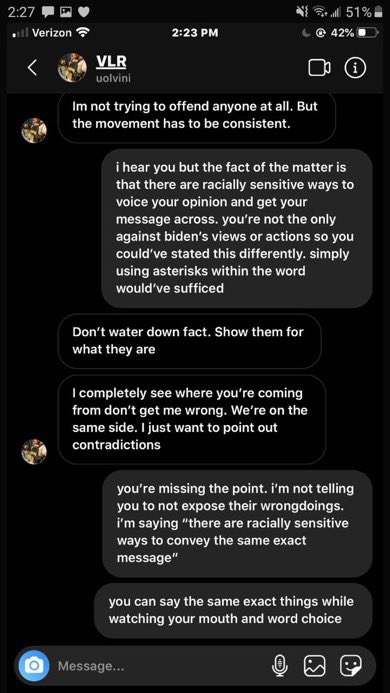 2:27 51%
Verizon 2:23 PM 42%
VLR
uolvini
Im not trying to offend anyone at all. But
the movement has to be consistent.
i hear you but the fact of the matter is
that there are racially sensitive ways to
voice your opinion and get your
message across. you're not the only
against biden's views or actions so you
could've stated this differently. simply
using asterisks within the word
would've sufficed
Don't water down fact. Show them for
what they are
I completely see where you're coming
from don't get me wrong. We're on the
same side. I just want to point out
contradictions
you're missing the point. i'm not telling
you to not expose their wrongdoings.
i'm saying "there are racially sensitive
ways to convey the same exact
message"
you can say the same exact things while
watching your mouth and word choice
Message...